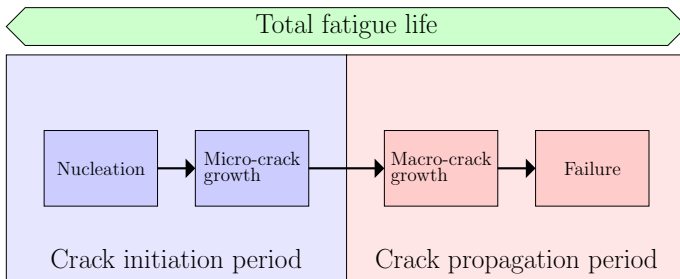 Total fatigue life
Nucleation
Micro-crack
growth
Macro-crack
growth
Failure
Crack initiation period
Crack propagation period